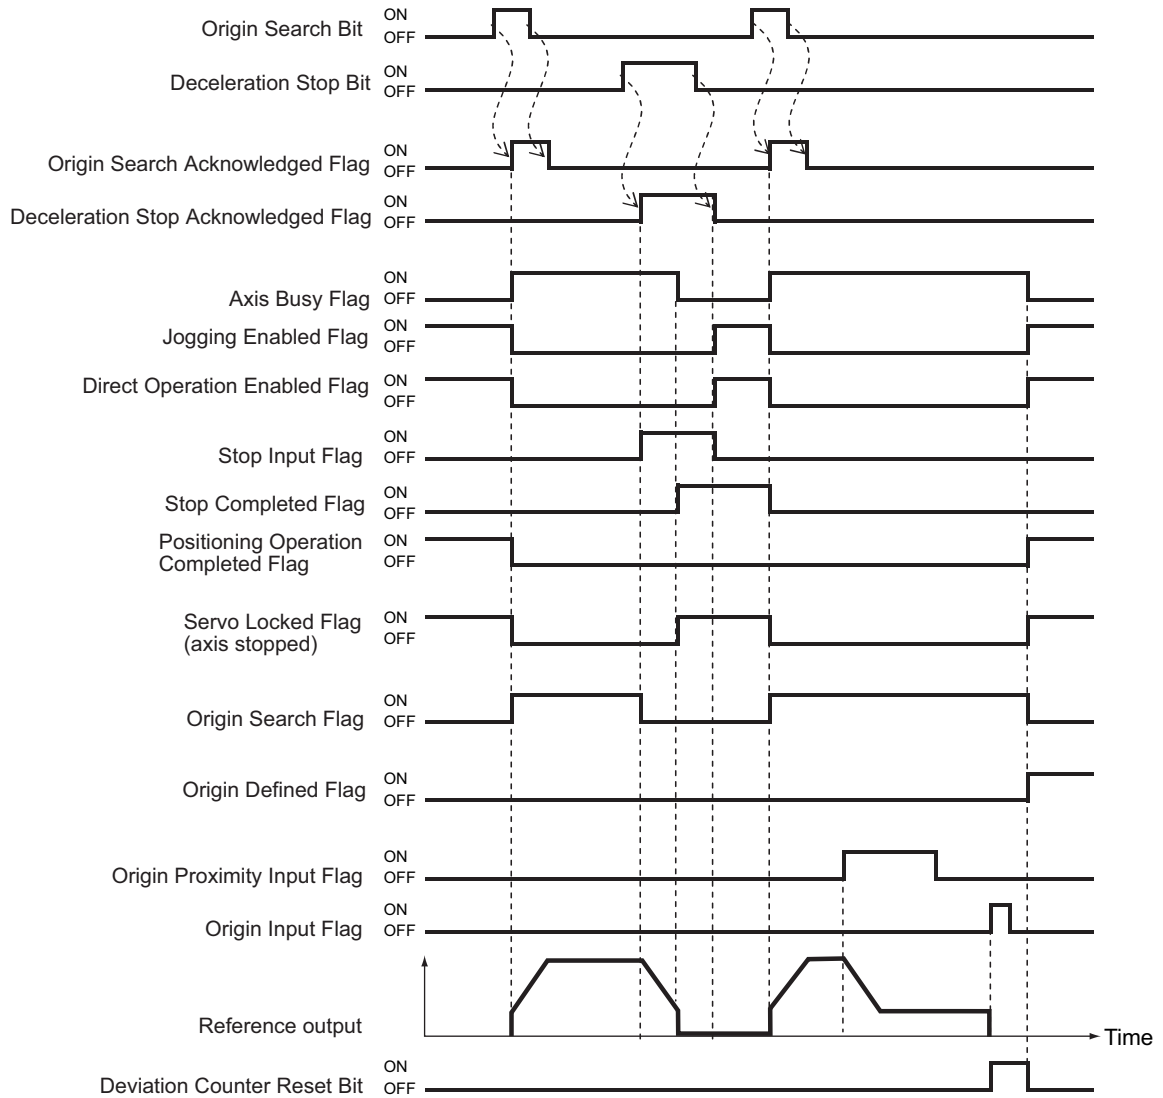 Origin Search Bit
ON
OFF
Deceleration Stop Bit
ON
OFF
Origin Search Acknowledged Flag
ON
OFF
Deceleration Stop Acknowledged Flag
ON
OFF
Axis Busy Flag
ON
OFF
Jogging Enabled Flag
ON
OFF
Direct Operation Enabled Flag
ON
OFF
Stop Input Flag
ON
OFF
Stop Completed Flag
ON
OFF
Positioning Operation
Completed Flag
ON
OFF
Servo Locked Flag
(axis stopped)
ON
OFF
Origin Search Flag
ON
OFF
Origin Defined Flag
ON
OFF
Origin Proximity Input Flag
ON
OFF
Origin Input Flag
ON
OFF
Reference output
Time
Deviation Counter Reset Bit
ON
OFF